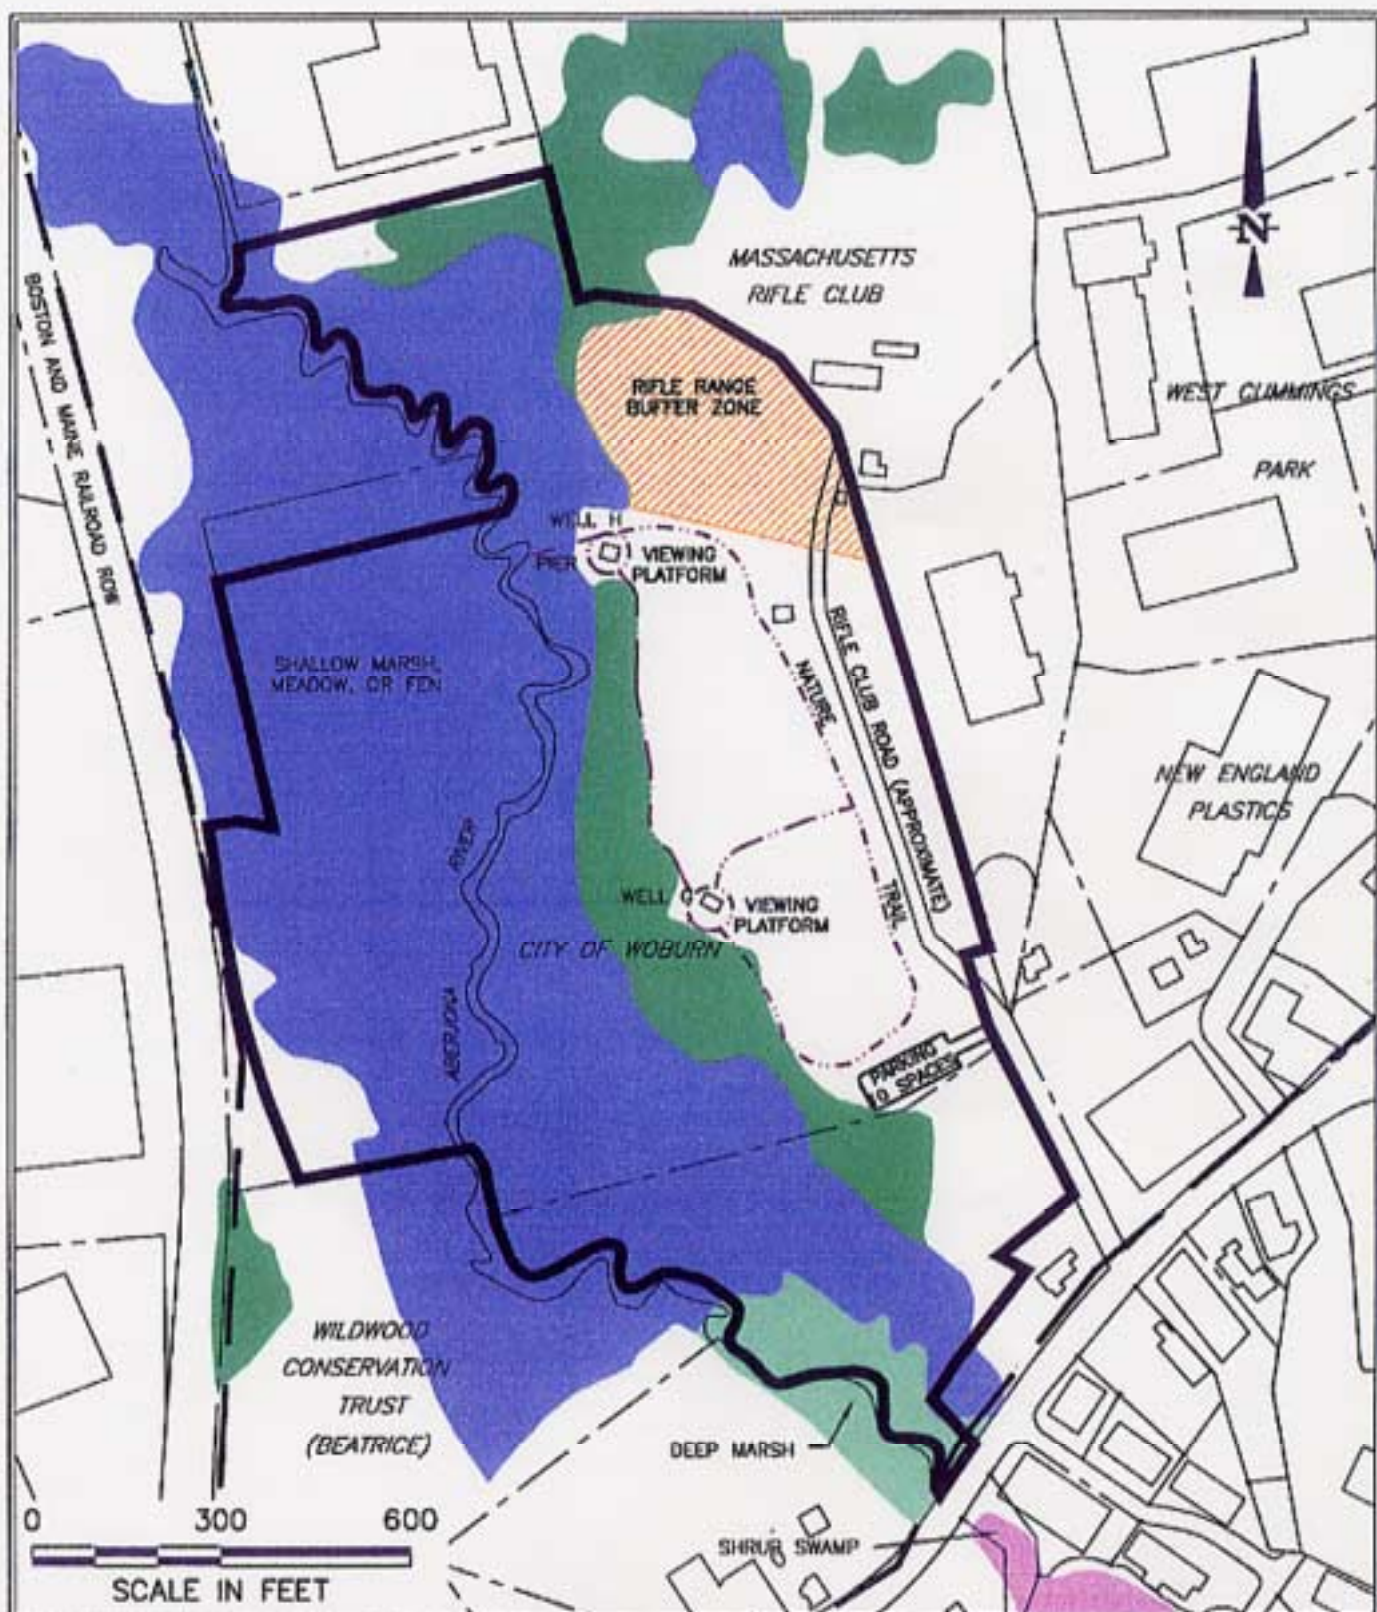 N
MASSACHUSETTS
RIFLE CLUB
BOSTON AND MAINE RAILROAD ROW
RIFLE RANGE
BUFFER ZONE
WEST CUMMINGS
PARK
WELL H
PIER
VIEWING
PLATFORM
SHALLOW MARSH,
MEADOW, OR FEN
RIFLE CLUB ROAD (APPROXIMATE)
NATURE
TRAIL
NEW ENGLAND
PLASTICS
ABERJONA
RIVER
WELL G
VIEWING
PLATFORM
CITY OF WOBURN
PARKING
10 SPACES
WILDWOOD
CONSERVATION
TRUST
(BEATRICE)
DEEP MARSH
SHRUB SWAMP
0 300 600
SCALE IN FEET